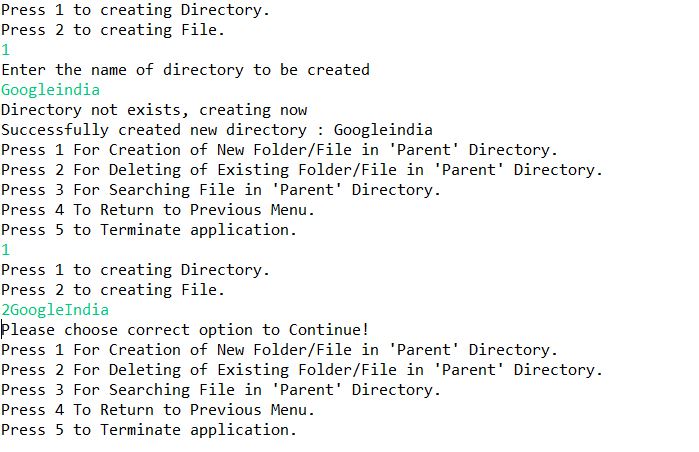 Press 1 to creating Directory.
Press 2 to creating File.
1
Enter the name of directory to be created
Googleindia
Directory not exists, creating now
Successfully created new directory : Googleindia
Press 1 For Creation of New Folder/File in 'Parent' Directory.
Press 2 For Deleting of Existing Folder/File in 'Parent' Directory.
Press 3 For Searching File in 'Parent' Directory.
Press 4 To Return to Previous Menu.
Press 5 to Terminate application.
1
Press 1 to creating Directory.
Press 2 to creating File.
2GoogleIndia
Please choose correct option to Continue!
Press 1 For Creation of New Folder/File in 'Parent' Directory.
Press 2 For Deleting of Existing Folder/File in 'Parent' Directory.
Press 3 For Searching File in 'Parent' Directory.
Press 4 To Return to Previous Menu.
Press 5 to Terminate application.